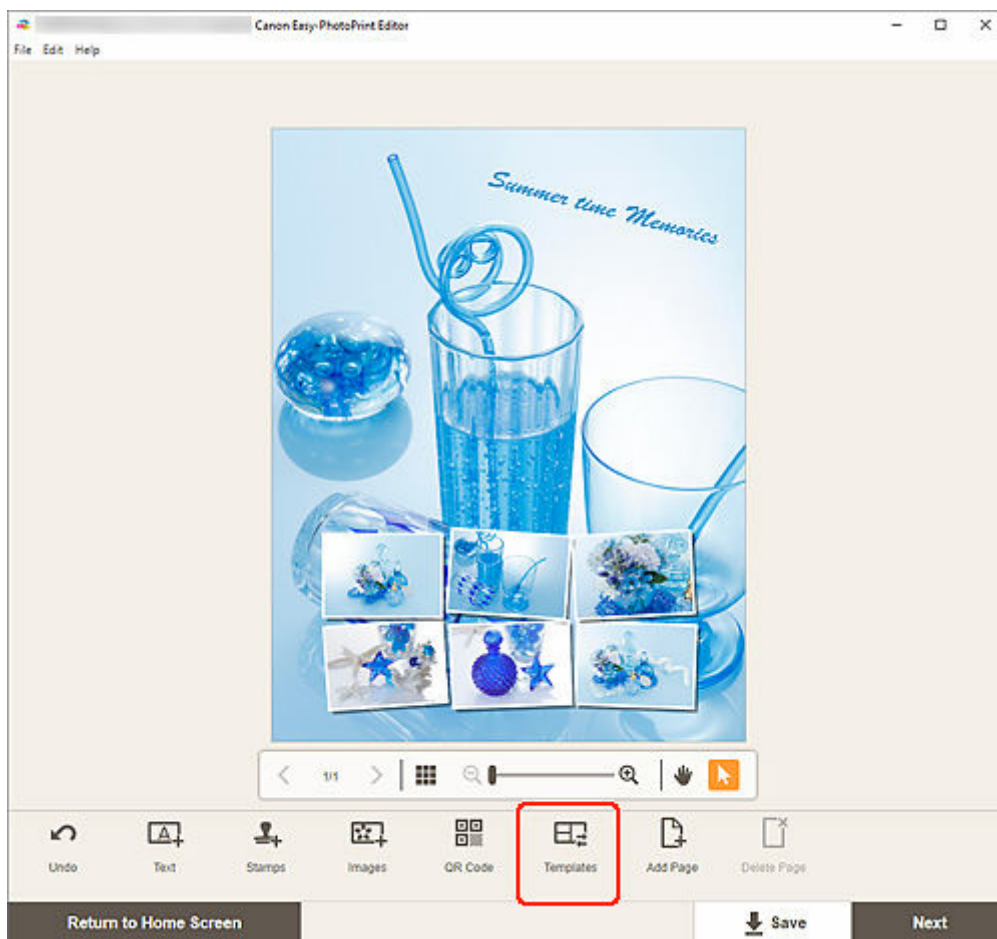 Canon Easy-PhotoPrint Editor
File Edit Help
Summer time Memories
1/1
Undo
Text
Stamps
Images
QR Code
Templates
Add Page
Delete Page
Return to Home Screen
Save
Next